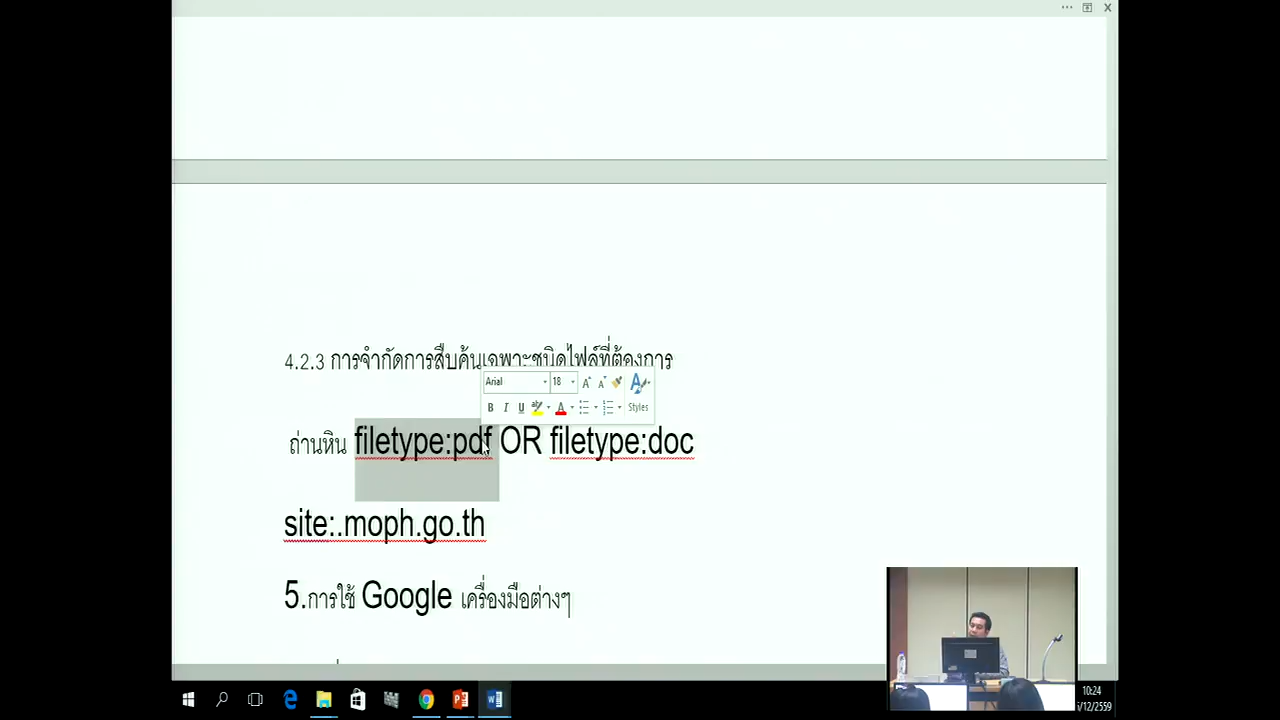 4.2.3 การจำกัดการสืบค้นเฉพาะชนิดไฟล์ที่ต้องการ
Arial 18
B I U Styles
ถ่านหิน filetype:pdf OR filetype:doc
site:.moph.go.th
5.การใช้ Google เครื่องมือต่างๆ
10:24
/12/2559